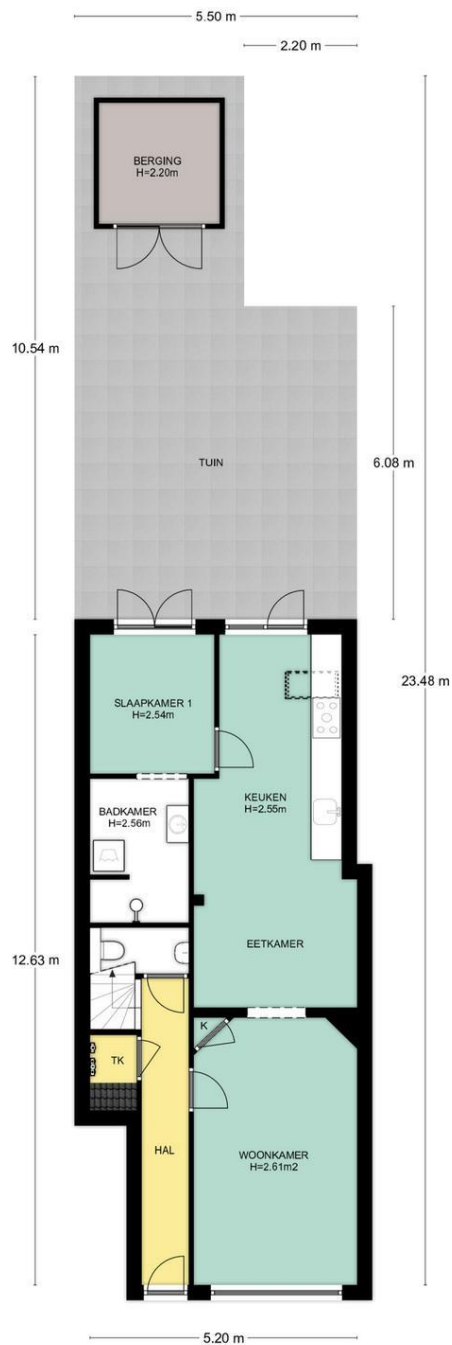 5.50 m
2.20 m
BERGING
H=2.20m
10.54 m
6.08 m
TUIN
23.48 m
SLAAPKAMER 1
H=2.54m
KEUKEN
H=2.55m
BADKAMER
H=2.56m
EETKAMER
12.63 m
K
TK
HAL
WOONKAMER
H=2.61m2
5.20 m